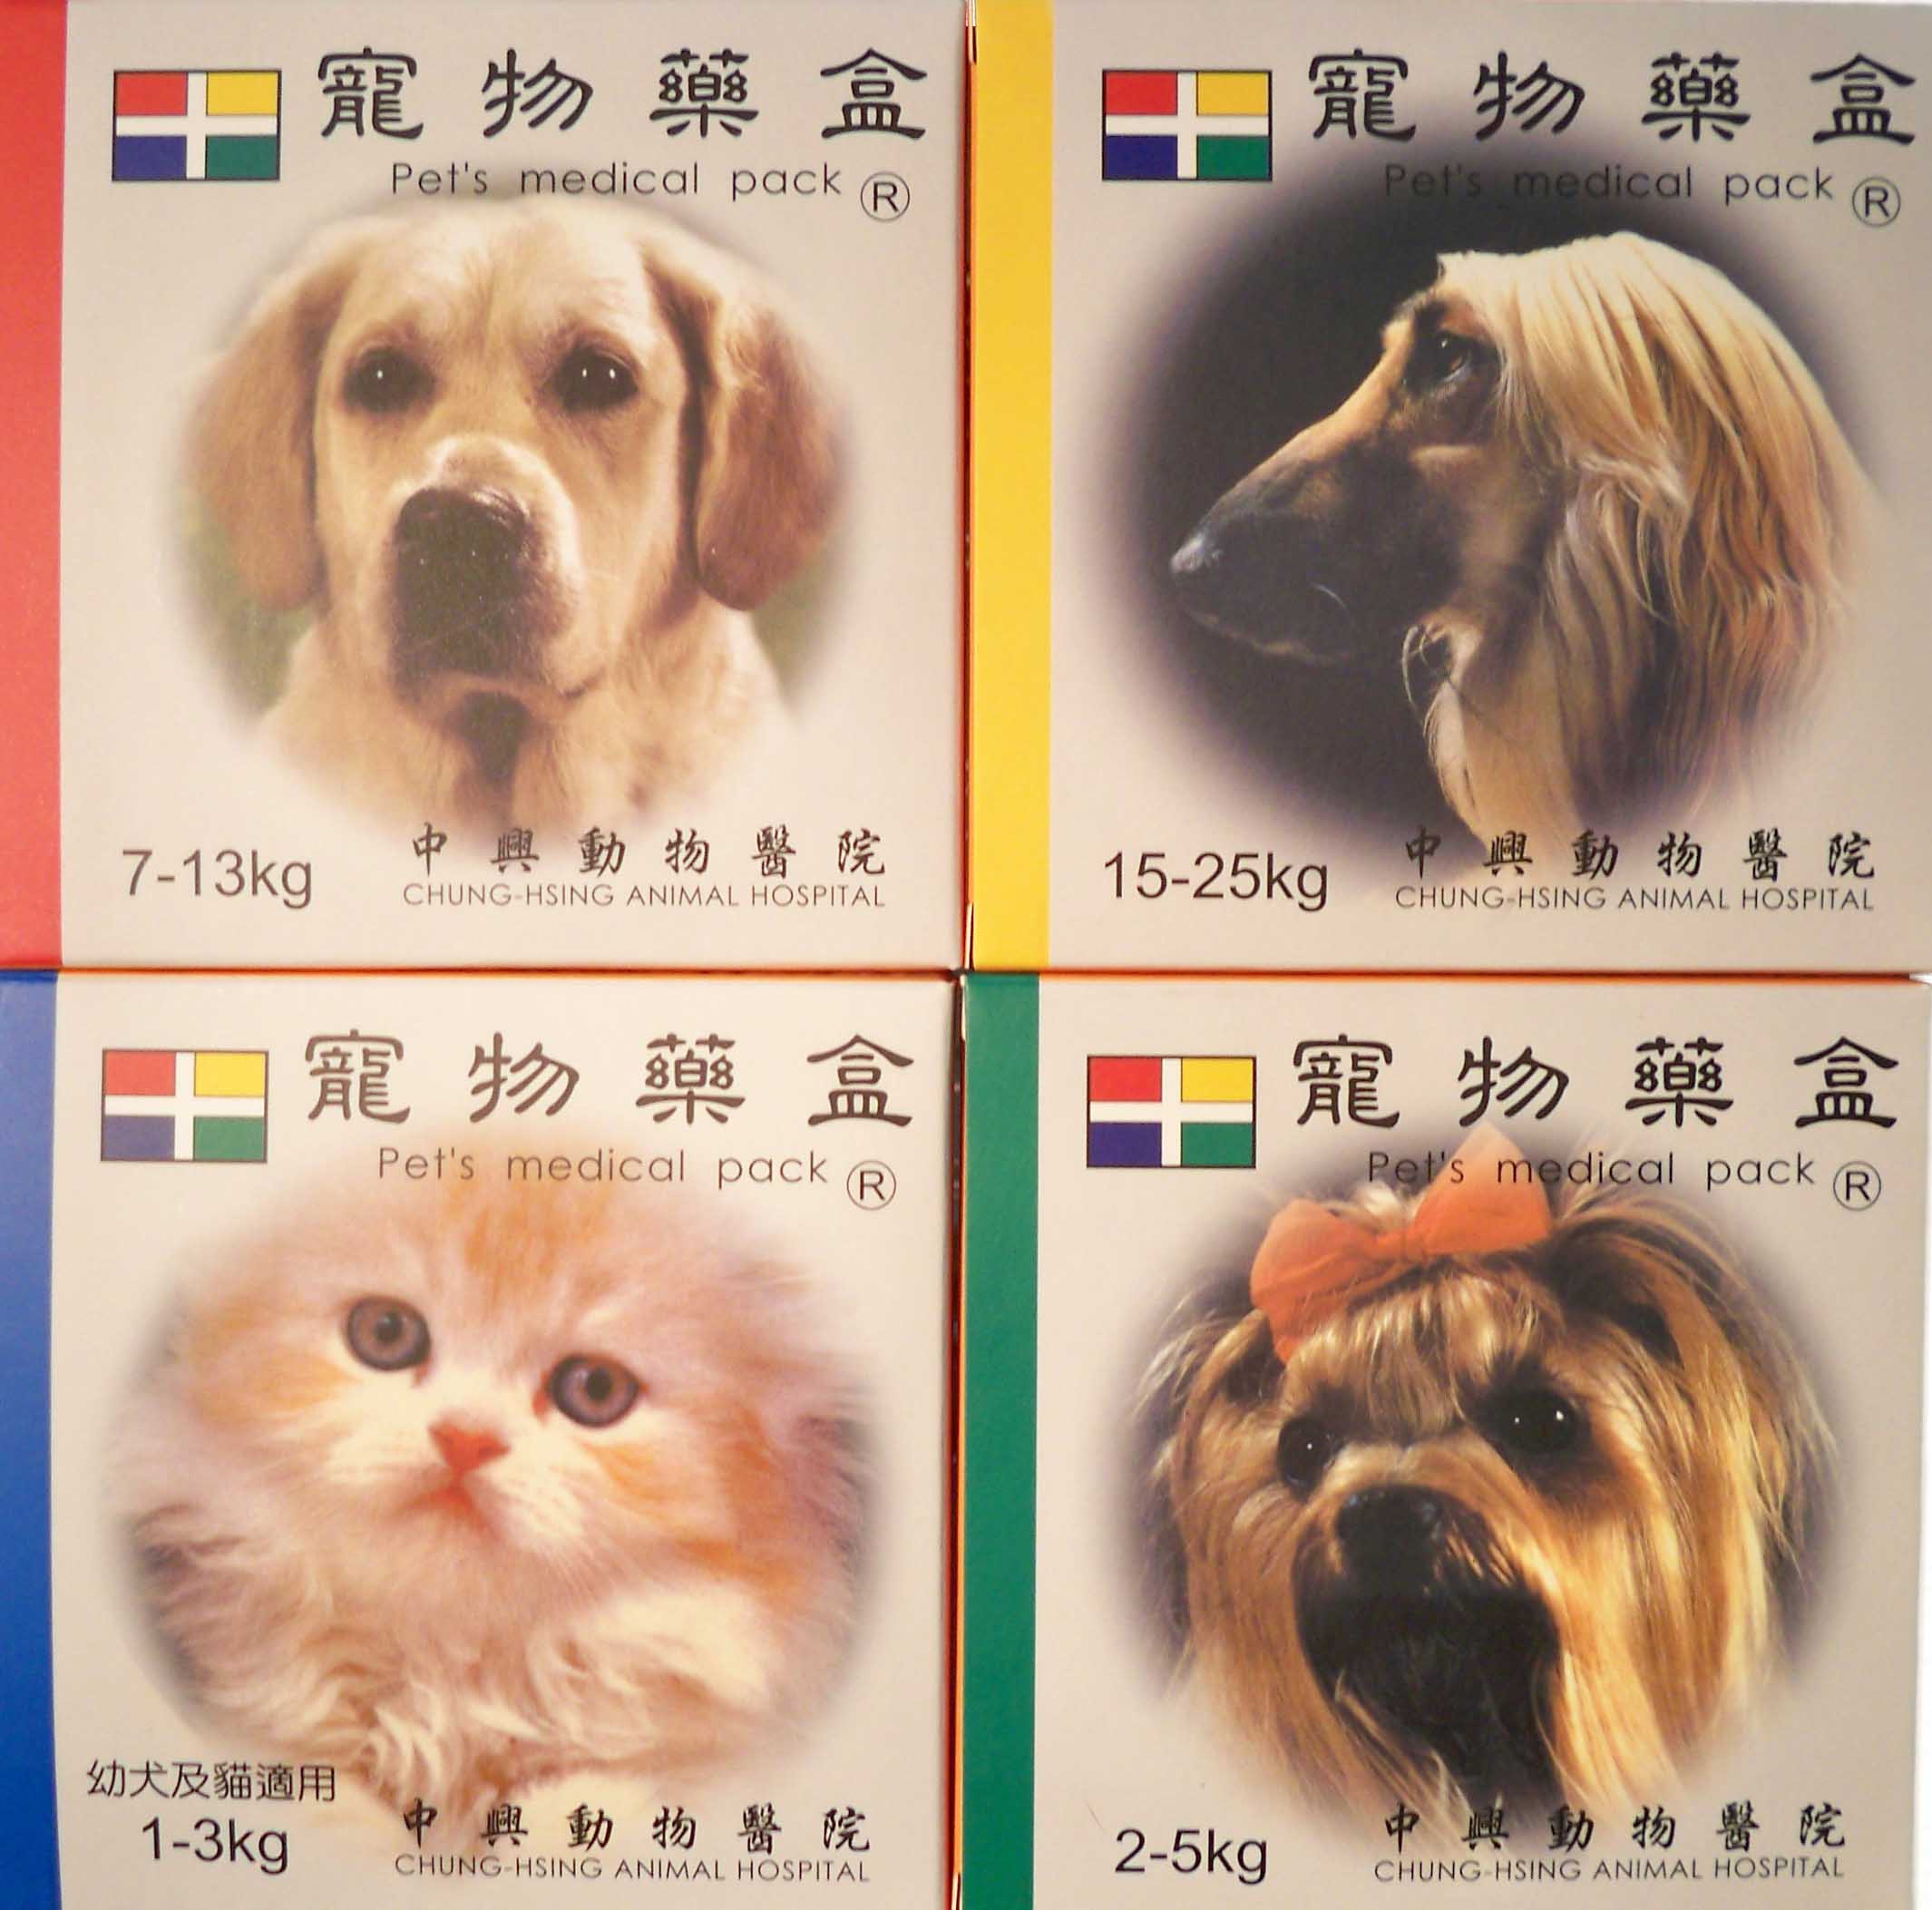 寵物藥盒
Pet's medical pack ®
7-13kg
中興動物醫院
CHUNG-HSING ANIMAL HOSPITAL
寵物藥盒
Pet's medical pack ®
15-25kg
中興動物醫院
CHUNG-HSING ANIMAL HOSPITAL
寵物藥盒
Pet's medical pack ®
幼犬及貓適用
1-3kg
中興動物醫院
CHUNG-HSING ANIMAL HOSPITAL
寵物藥盒
Pet's medical pack ®
2-5kg
中興動物醫院
CHUNG-HSING ANIMAL HOSPITAL